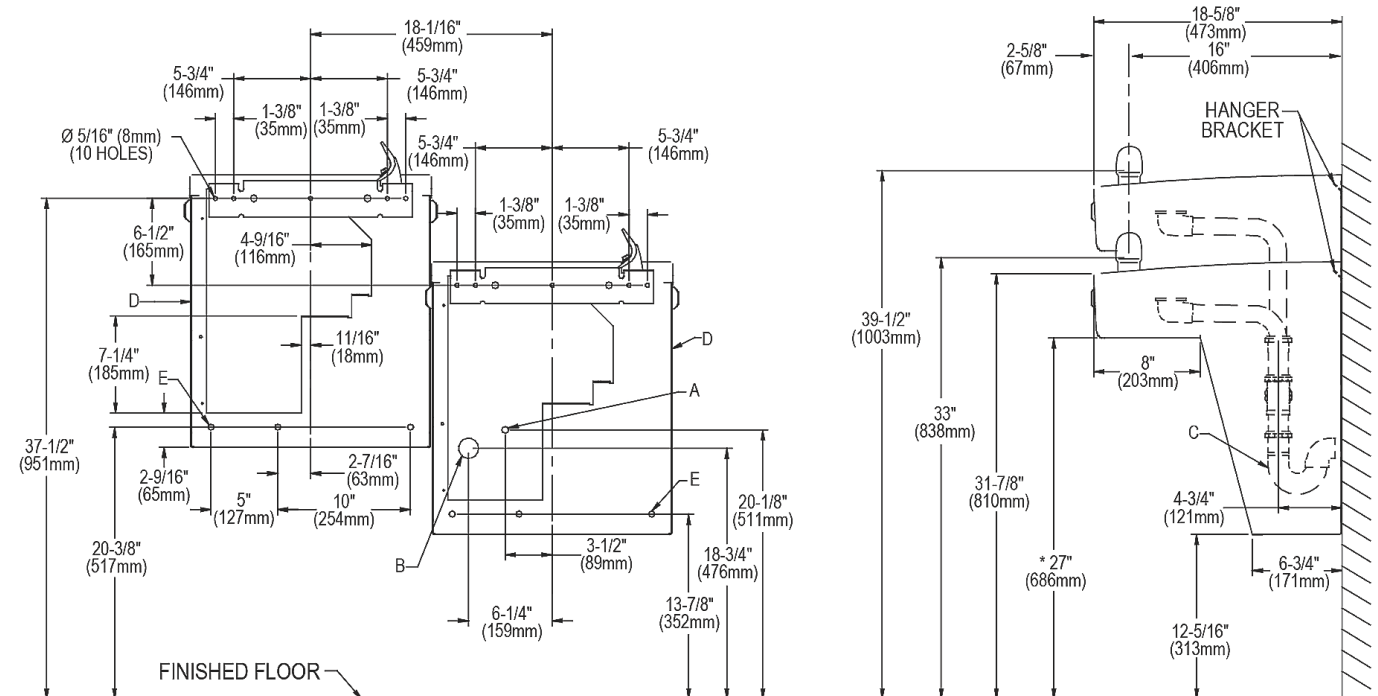 18-1/16"
(459mm)
5-3/4"
(146mm)
5-3/4"
(146mm)
1-3/8"
(35mm)
1-3/8"
(35mm)
Ø 5/16" (8mm)
(10 HOLES)
5-3/4"
(146mm)
5-3/4"
(146mm)
1-3/8"
(35mm)
1-3/8"
(35mm)
6-1/2"
(165mm)
4-9/16"
(116mm)
D
11/16"
(18mm)
7-1/4"
(185mm)
E
D
A
37-1/2"
(951mm)
2-9/16"
(65mm)
2-7/16"
(63mm)
5"
(127mm)
10"
(254mm)
E
20-1/8"
(511mm)
20-3/8"
(517mm)
B
3-1/2"
(89mm)
18-3/4"
(476mm)
13-7/8"
(352mm)
6-1/4"
(159mm)
FINISHED FLOOR
18-5/8"
(473mm)
2-5/8"
(67mm)
16"
(406mm)
HANGER
BRACKET
39-1/2"
(1003mm)
8"
(203mm)
33"
(838mm)
C
31-7/8"
(810mm)
4-3/4"
(121mm)
* 27"
(686mm)
6-3/4"
(171mm)
12-5/16"
(313mm)